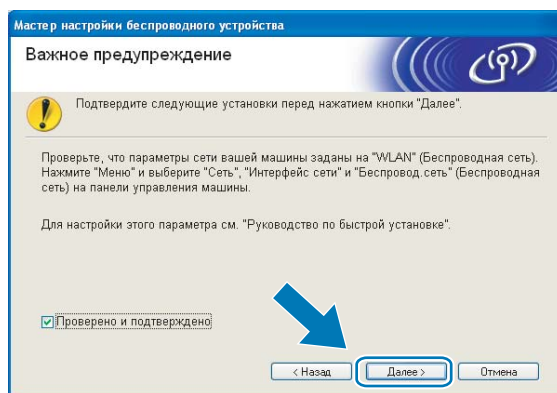 Мастер настройки беспроводного устройства
Важное предупреждение
Подтвердите следующие установки перед нажатием кнопки "Далее".
Проверьте, что параметры сети вашей машины заданы на "WLAN" (Беспроводная сеть).
Нажмите "Меню" и выберите "Сеть", "Интерфейс сети" и "Беспровод.сеть" (Беспроводная
сеть) на панели управления машины.
Для настройки этого параметра см. "Руководство по быстрой установке".
Проверено и подтверждено
< Назад
Далее >
Отмена